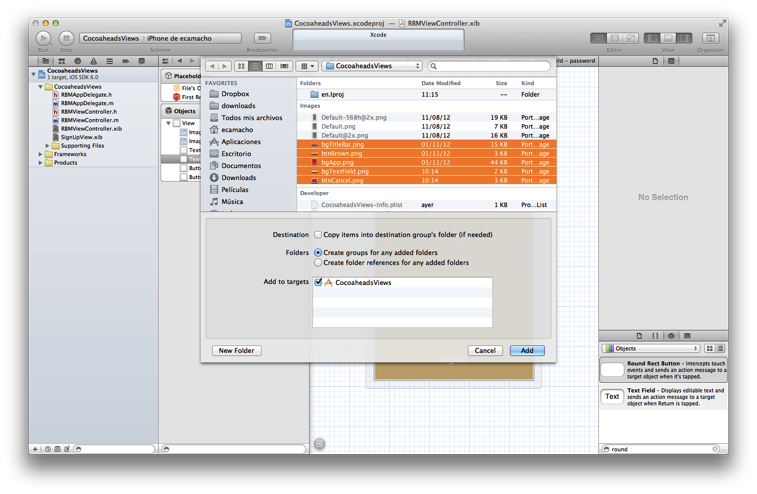 CocoaheadsViews.xcodeproj — RBMViewController.xib
Run
Stop
CocoaheadsViews
iPhone de ecamacho
Scheme
Breakpoints
Xcode
Editor
View
Organizer
CocoaheadsViews
1 target, iOS SDK 6.0
CocoaheadsViews
RBMAppDelegate.h
RBMAppDelegate.m
RBMViewController.h
RBMViewController.m
RBMViewController.xib
SignUpView.xib
Supporting Files
Frameworks
Products
Placehold
File's O
First Re
Objects
View
Imag
Imag
Text
Text
Butt
Butt
ld - password
CocoaheadsViews
FAVORITES
Dropbox
downloads
Todos mis archivos
ecamacho
Aplicaciones
Escritorio
Documentos
Downloads
Películas
Música
Folders Date Modified Size Kind
en.lproj 11:15 -- Folder
Images
Default-568h@2x.png 11/08/12 19 KB Port...age
Default.png 11/08/12 7 KB Port...age
Default@2x.png 11/08/12 16 KB Port...age
bgTitleBar.png 01/11/12 15 KB Port...age
btnBrown.png 03/11/12 4 KB Port...age
bgApp.png 03/11/12 44 KB Port...age
bgTextField.png 10:14 2 KB Port...age
btnCancel.png 10:14 3 KB Port...age
Developer
CocoaheadsViews-Info.plist ayer 1 KB Pro...List
Destination
Copy items into destination group's folder (if needed)
Folders
Create groups for any added folders
Create folder references for any added folders
Add to targets
CocoaheadsViews
New Folder
Cancel
Add
No Selection
Objects
Round Rect Button – Intercepts touch
events and sends an action message to a
target object when it's tapped.
Text
Text Field – Displays editable text and
sends an action message to a target
object when Return is tapped.
round